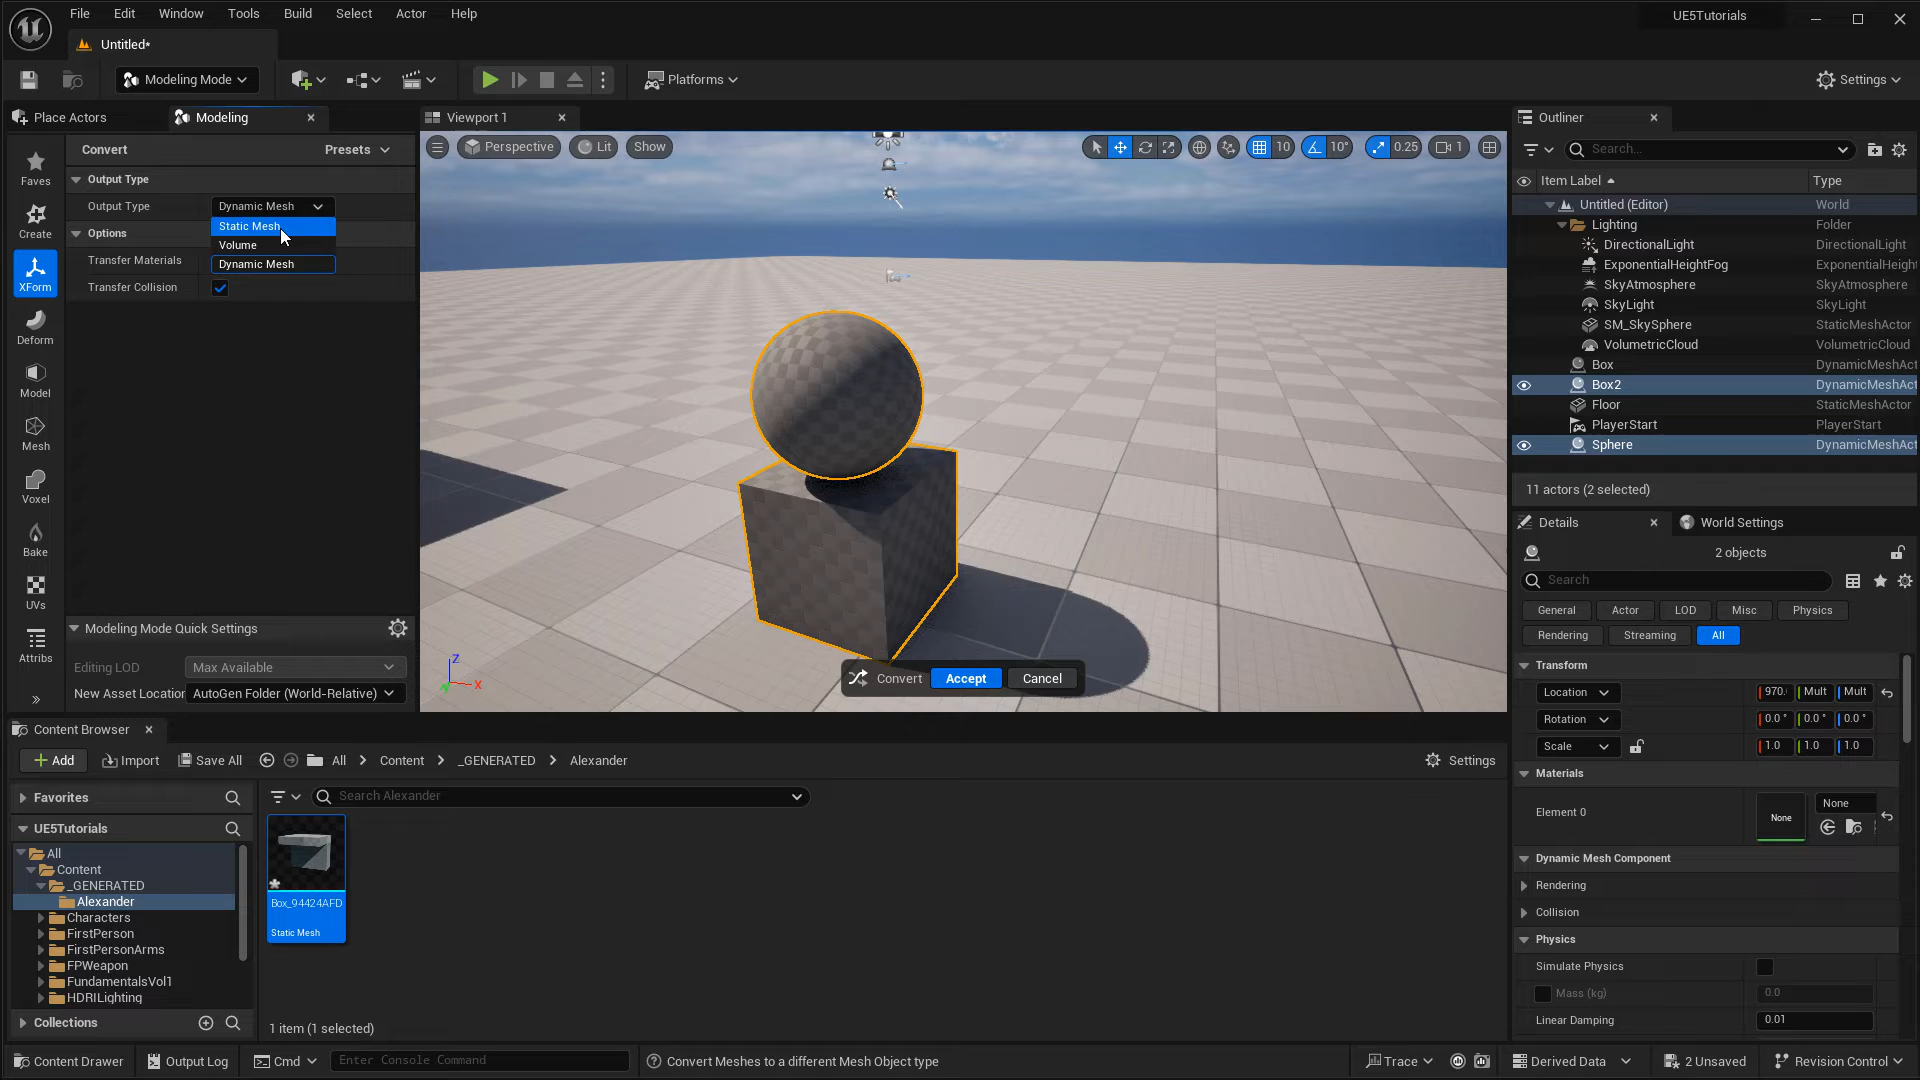 File Edit Window Tools Build Select Actor Help UE5Tutorials
Untitled*
Modeling Mode Platforms Settings
Place Actors Modeling Viewport 1 Outliner
Convert Presets
Perspective Lit Show 10 10° 0.25 1
Search...
Output Type
Item Label Type
Output Type Dynamic Mesh
Static Mesh
Volume
Dynamic Mesh
Options
Transfer Materials
Transfer Collision
Faves
Create
XForm
Deform
Model
Mesh
Voxel
Bake
UVs
Attribs
Untitled (Editor) World
Lighting Folder
DirectionalLight DirectionalLight
ExponentialHeightFog ExponentialHeight
SkyAtmosphere SkyAtmosphere
SkyLight SkyLight
SM_SkySphere StaticMeshActor
VolumetricCloud VolumetricCloud
Box DynamicMeshAct
Box2 DynamicMeshAct
Floor StaticMeshActor
PlayerStart PlayerStart
Sphere DynamicMeshAct
11 actors (2 selected)
Details World Settings
2 objects
Search
General Actor LOD Misc Physics
Rendering Streaming All
Transform
Location 970. Mult Mult
Rotation 0.0 ° 0.0 ° 0.0 °
Scale 1.0 1.0 1.0
Materials
Element 0 None None
Dynamic Mesh Component
Rendering
Collision
Physics
Simulate Physics
Mass (kg) 0.0
Linear Damping 0.01
Modeling Mode Quick Settings
Editing LOD Max Available
New Asset Location AutoGen Folder (World-Relative)
Z
X
Convert Accept Cancel
Content Browser
Add Import Save All All Content _GENERATED Alexander Settings
Favorites
Search Alexander
UE5Tutorials
All
Content
_GENERATED
Alexander
Characters
FirstPerson
FirstPersonArms
FPWeapon
FundamentalsVol1
HDRILighting
Collections
Box_94424AFD
Static Mesh
1 item (1 selected)
Content Drawer Output Log Cmd Enter Console Command Convert Meshes to a different Mesh Object type Trace Derived Data 2 Unsaved Revision Control